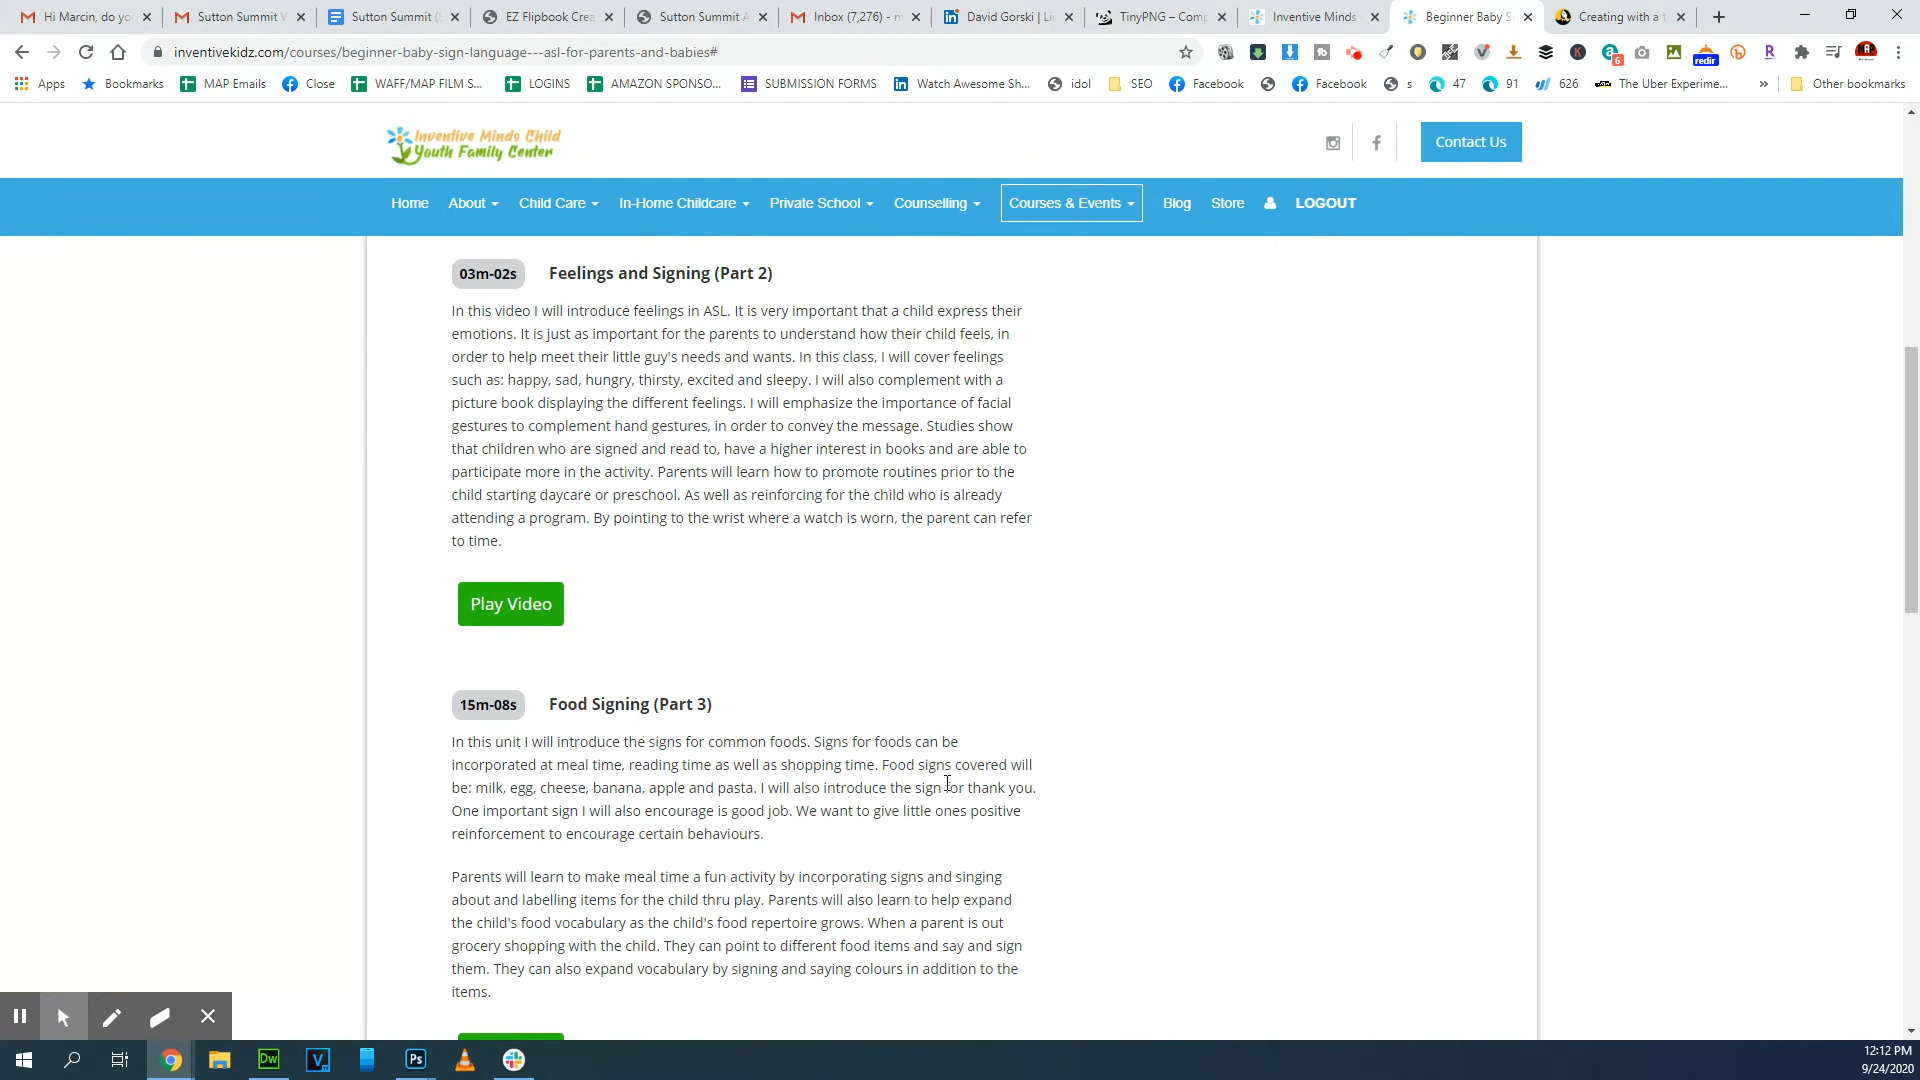 Hi Marcin, do yo
Sutton Summit W
Sutton Summit (S
EZ Flipbook Crea
Sutton Summit A
Inbox (7,276) - m
David Gorski | Li
TinyPNG – Comp
Inventive Minds
Beginner Baby S
Creating with a t
inventivekidz.com/courses/beginner-baby-sign-language---asl-for-parents-and-babies#
6
redir
Apps
Bookmarks
MAP Emails
Close
WAFF/MAP FILM S...
LOGINS
AMAZON SPONSO...
SUBMISSION FORMS
Watch Awesome Sh...
idol
SEO
Facebook
Facebook
s
47
91
626
The Uber Experime...
»
Other bookmarks
Inventive Minds Child
Youth Family Center
Contact Us
Home About Child Care In-Home Childcare Private School Counselling Courses & Events Blog Store LOGOUT
03m-02s Feelings and Signing (Part 2)
In this video I will introduce feelings in ASL. It is very important that a child express their
emotions. It is just as important for the parents to understand how their child feels, in
order to help meet their little guy's needs and wants. In this class, I will cover feelings
such as: happy, sad, hungry, thirsty, excited and sleepy. I will also complement with a
picture book displaying the different feelings. I will emphasize the importance of facial
gestures to complement hand gestures, in order to convey the message. Studies show
that children who are signed and read to, have a higher interest in books and are able to
participate more in the activity. Parents will learn how to promote routines prior to the
child starting daycare or preschool. As well as reinforcing for the child who is already
attending a program. By pointing to the wrist where a watch is worn, the parent can refer
to time.
Play Video
15m-08s Food Signing (Part 3)
In this unit I will introduce the signs for common foods. Signs for foods can be
incorporated at meal time, reading time as well as shopping time. Food signs covered will
be: milk, egg, cheese, banana, apple and pasta. I will also introduce the sign for thank you.
One important sign I will also encourage is good job. We want to give little ones positive
reinforcement to encourage certain behaviours.
Parents will learn to make meal time a fun activity by incorporating signs and singing
about and labelling items for the child thru play. Parents will also learn to help expand
the child's food vocabulary as the child's food repertoire grows. When a parent is out
grocery shopping with the child. They can point to different food items and say and sign
them. They can also expand vocabulary by signing and saying colours in addition to the
items.
Dw
V
Ps
12:12 PM
9/24/2020